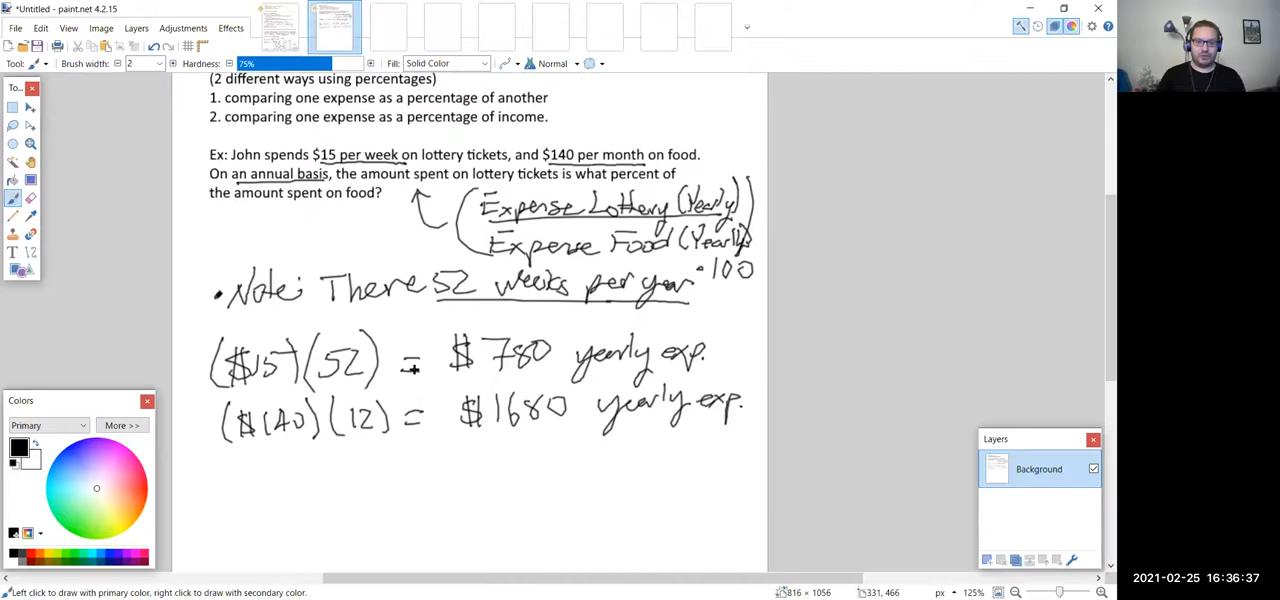 *Untitled - paint.net 4.2.15
File Edit View Image Layers Adjustments Effects
Tool: Brush width: 2 Hardness: 75% Fill: Solid Color Normal
To...
(2 different ways using percentages)
1. comparing one expense as a percentage of another
2. comparing one expense as a percentage of income.
Ex: John spends $15 per week on lottery tickets, and $140 per month on food.
On an annual basis, the amount spent on lottery tickets is what percent of
the amount spent on food?
(Expense Lottery (Yearly))
(Expense Food (Yearly))
• 100
• Note: There 52 weeks per year
($15)(52) = $780 yearly exp.
($140)(12) = $1680 yearly exp.
Colors
Primary More >>
Layers
Background
Left click to draw with primary color, right click to draw with secondary color.
816 x 1056 331, 466 px 125%
2021-02-25 16:36:37